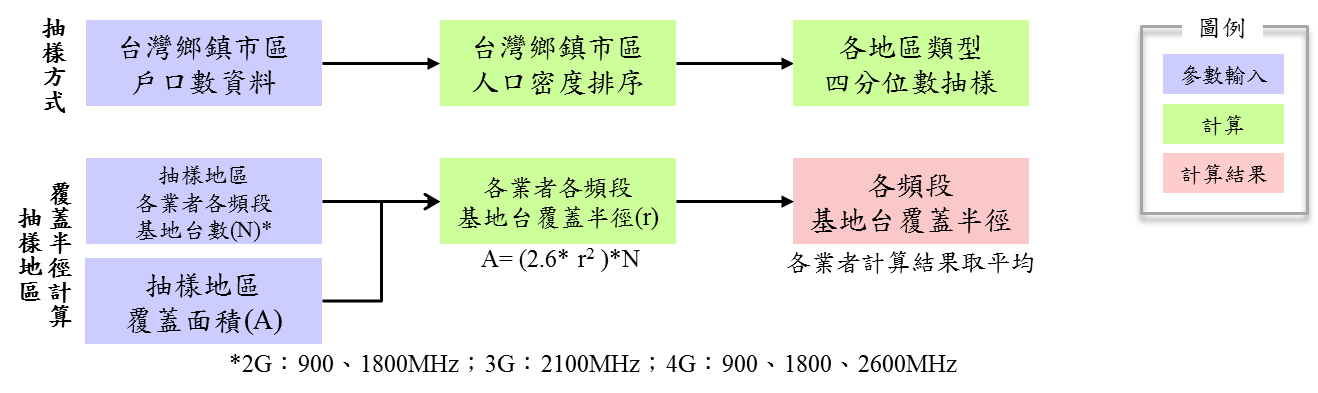 抽樣方式
台灣鄉鎮市區
戶口數資料
台灣鄉鎮市區
人口密度排序
各地區類型
四分位數抽樣
圖例
參數輸入
計算
計算結果
抽樣地區
覆蓋半徑計算
抽樣地區
各業者各頻段
基地台數(N)*
抽樣地區
覆蓋面積(A)
各業者各頻段
基地台覆蓋半徑(r)
A= (2.6* r² )*N
各頻段
基地台覆蓋半徑
各業者計算結果取平均
*2G：900、1800MHz；3G：2100MHz；4G：900、1800、2600MHz